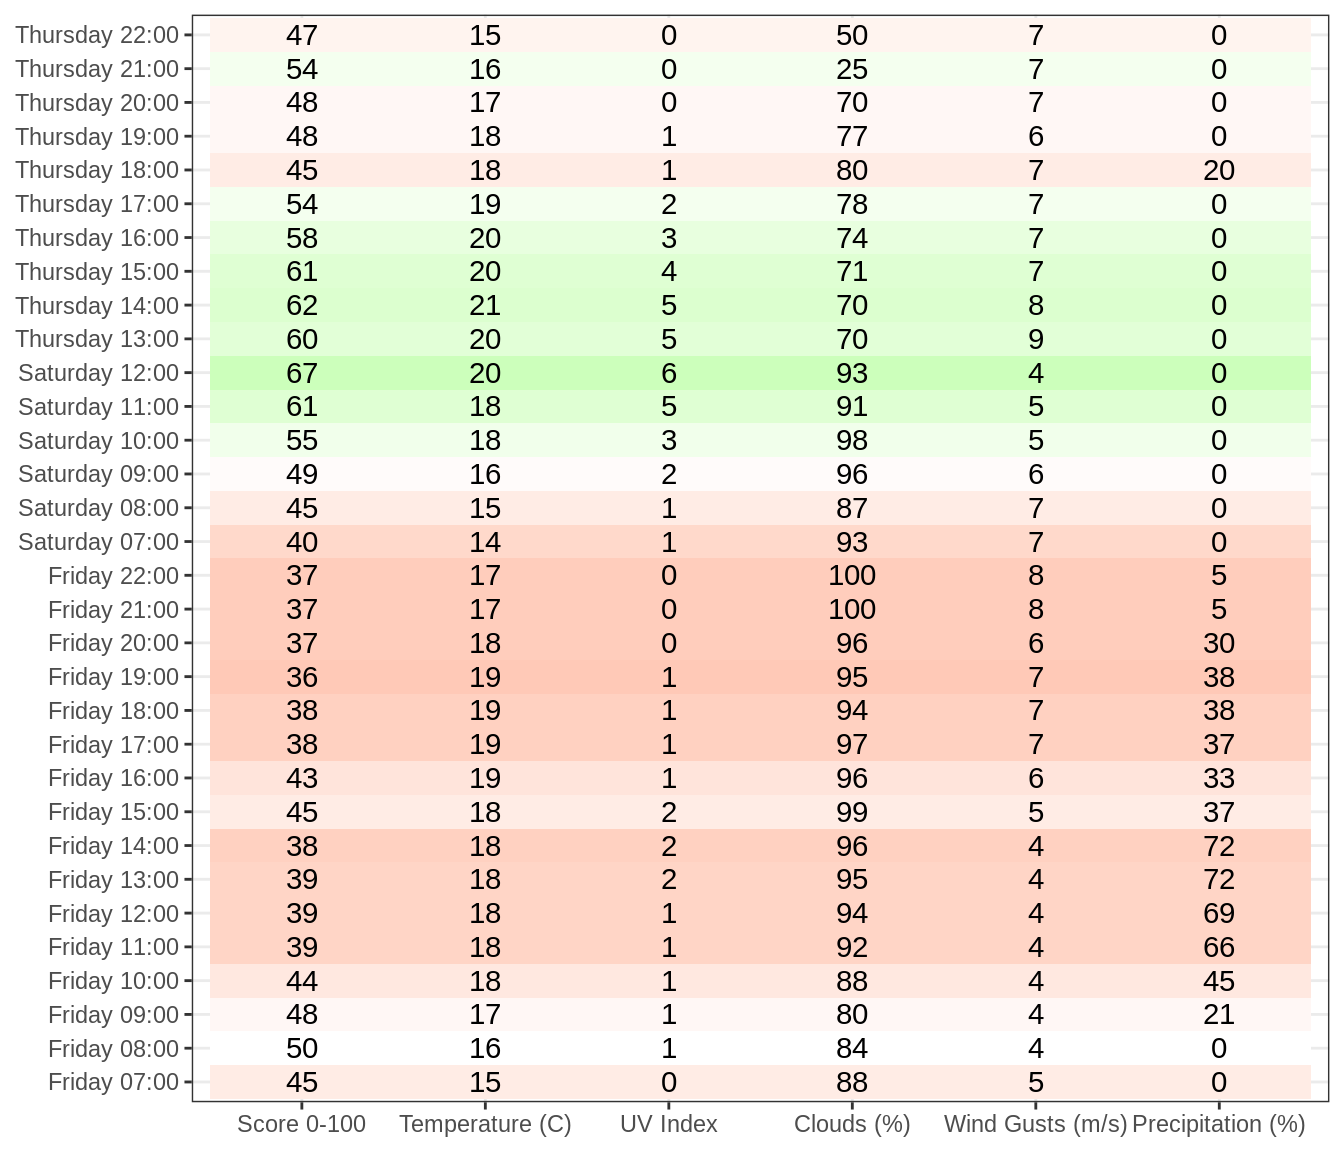 Thursday 22:00 47 15 0 50 7 0
Thursday 21:00 54 16 0 25 7 0
Thursday 20:00 48 17 0 70 7 0
Thursday 19:00 48 18 1 77 6 0
Thursday 18:00 45 18 1 80 7 20
Thursday 17:00 54 19 2 78 7 0
Thursday 16:00 58 20 3 74 7 0
Thursday 15:00 61 20 4 71 7 0
Thursday 14:00 62 21 5 70 8 0
Thursday 13:00 60 20 5 70 9 0
Saturday 12:00 67 20 6 93 4 0
Saturday 11:00 61 18 5 91 5 0
Saturday 10:00 55 18 3 98 5 0
Saturday 09:00 49 16 2 96 6 0
Saturday 08:00 45 15 1 87 7 0
Saturday 07:00 40 14 1 93 7 0
Friday 22:00 37 17 0 100 8 5
Friday 21:00 37 17 0 100 8 5
Friday 20:00 37 18 0 96 6 30
Friday 19:00 36 19 1 95 7 38
Friday 18:00 38 19 1 94 7 38
Friday 17:00 38 19 1 97 7 37
Friday 16:00 43 19 1 96 6 33
Friday 15:00 45 18 2 99 5 37
Friday 14:00 38 18 2 96 4 72
Friday 13:00 39 18 2 95 4 72
Friday 12:00 39 18 1 94 4 69
Friday 11:00 39 18 1 92 4 66
Friday 10:00 44 18 1 88 4 45
Friday 09:00 48 17 1 80 4 21
Friday 08:00 50 16 1 84 4 0
Friday 07:00 45 15 0 88 5 0
Score 0-100 Temperature (C) UV Index Clouds (%) Wind Gusts (m/s) Precipitation (%)